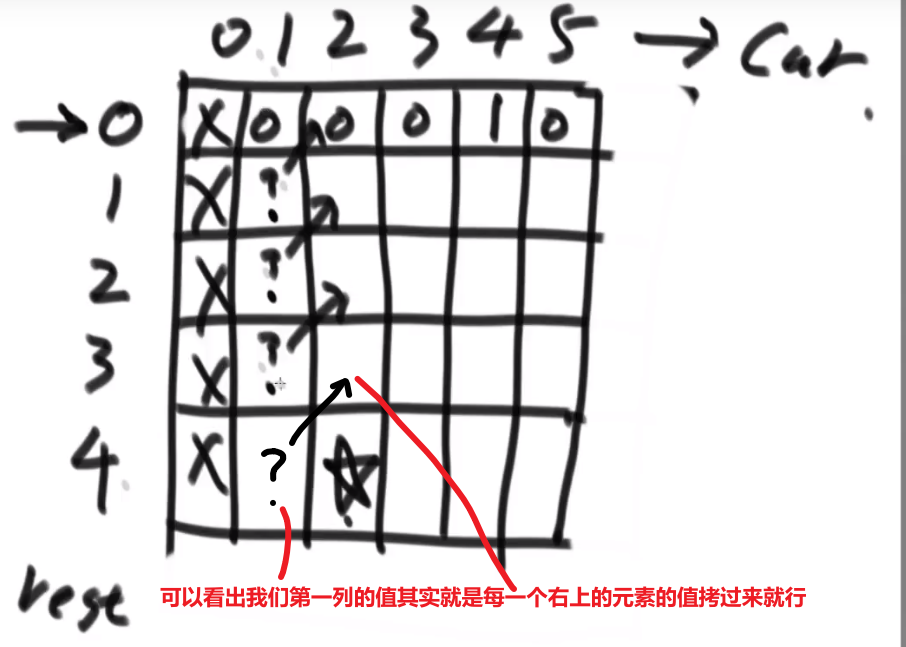 0 1 2 3 4 5 → Cur
→ 0 X 0 0 0 1 0
1 X ?
2 X ?
3 X ?
4 X ? ☆
rest
可以看出我们第一列的值其实就是每一个右上的元素的值拷过来就行